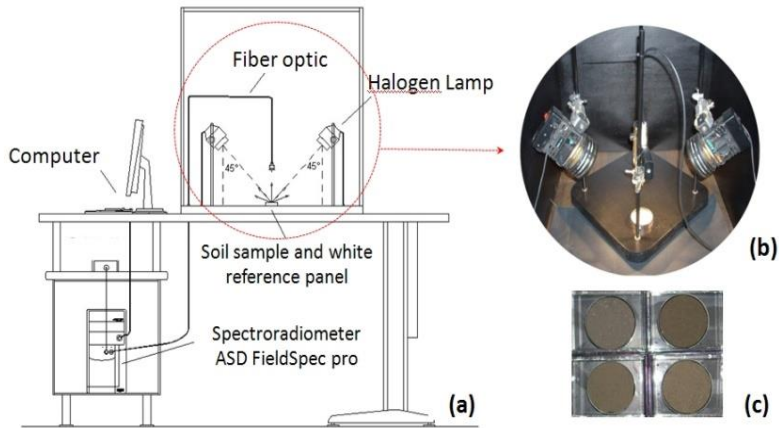 Fiber optic
Halogen Lamp
Computer
45°
45°
Soil sample and white
reference panel
Spectroradiometer
ASD FieldSpec pro
(a)
(b)
(c)